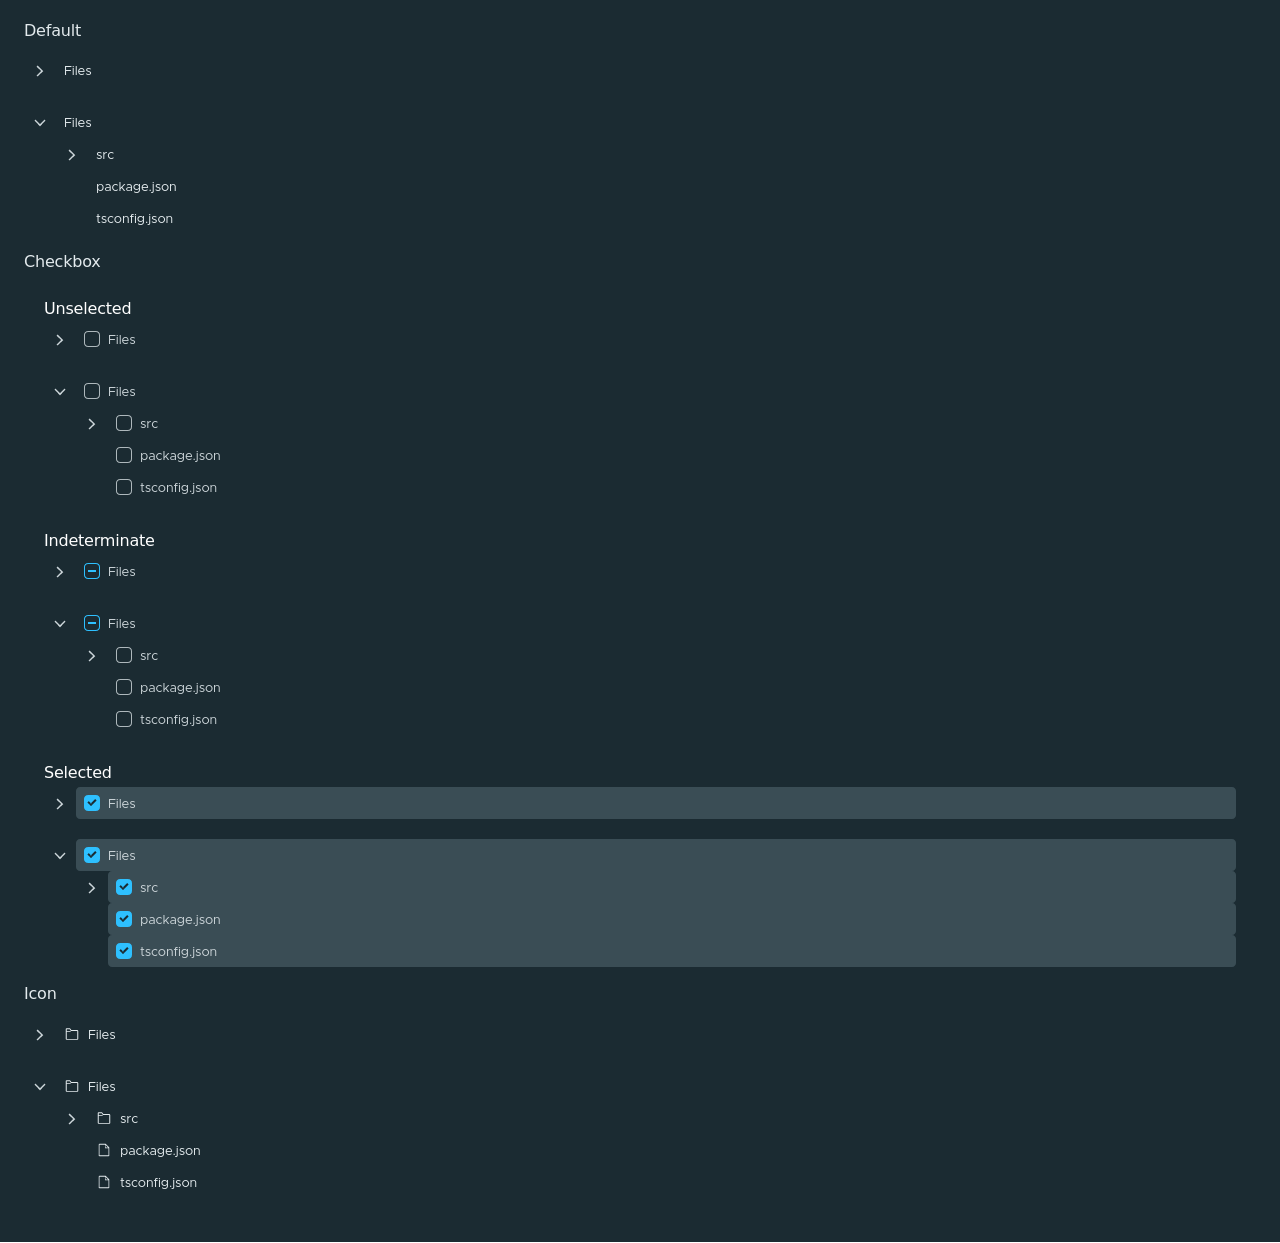 Default
Files
Files
src
package.json
tsconfig.json
Checkbox
Unselected
Files
Files
src
package.json
tsconfig.json
Indeterminate
Files
Files
src
package.json
tsconfig.json
Selected
Files
Files
src
package.json
tsconfig.json
Icon
Files
Files
src
package.json
tsconfig.json